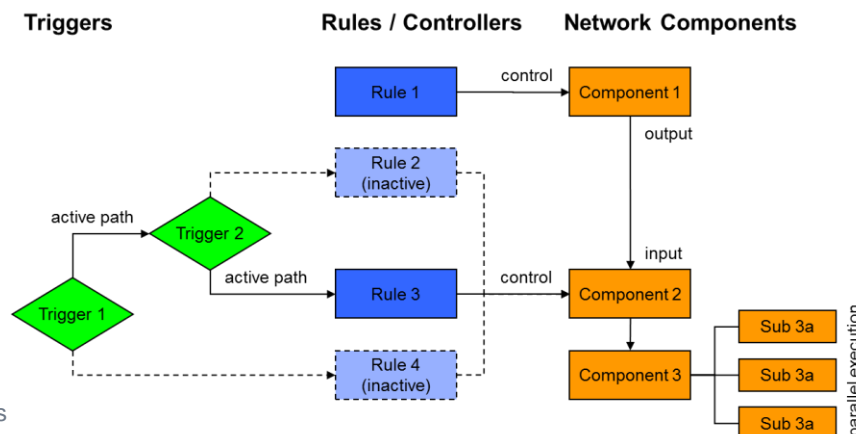 Triggers
Rules / Controllers
Network Components
Rule 1
control
Component 1
output
Rule 2
(inactive)
active path
Trigger 2
active path
input
Rule 3
control
Component 2
Trigger 1
Sub 3a
Rule 4
(inactive)
Component 3
Sub 3a
Sub 3a
parallel execution
s